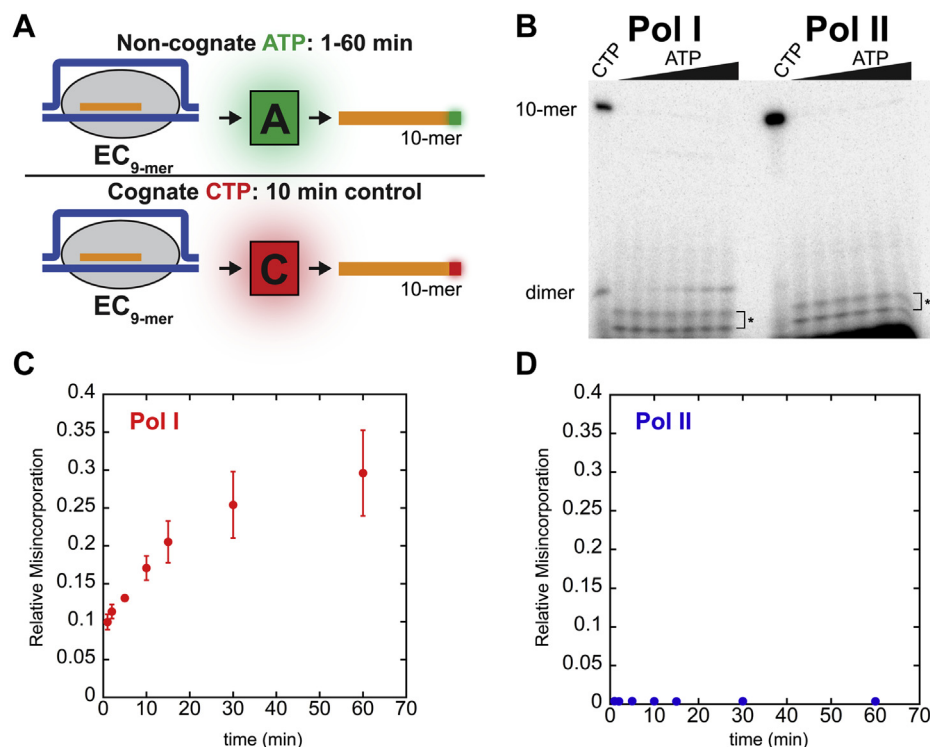 A
Non-cognate ATP: 1-60 min
EC9-mer
A
10-mer
Cognate CTP: 10 min control
EC9-mer
C
10-mer
B
Pol I
Pol II
CTP
ATP
CTP
ATP
10-mer
dimer
*
*
C
Pol I
Relative Misincorporation
0.4
0.35
0.3
0.25
0.2
0.15
0.1
0.05
0
0 10 20 30 40 50 60 70
time (min)
D
Pol II
Relative Misincorporation
0.4
0.35
0.3
0.25
0.2
0.15
0.1
0.05
0
0 10 20 30 40 50 60 70
time (min)